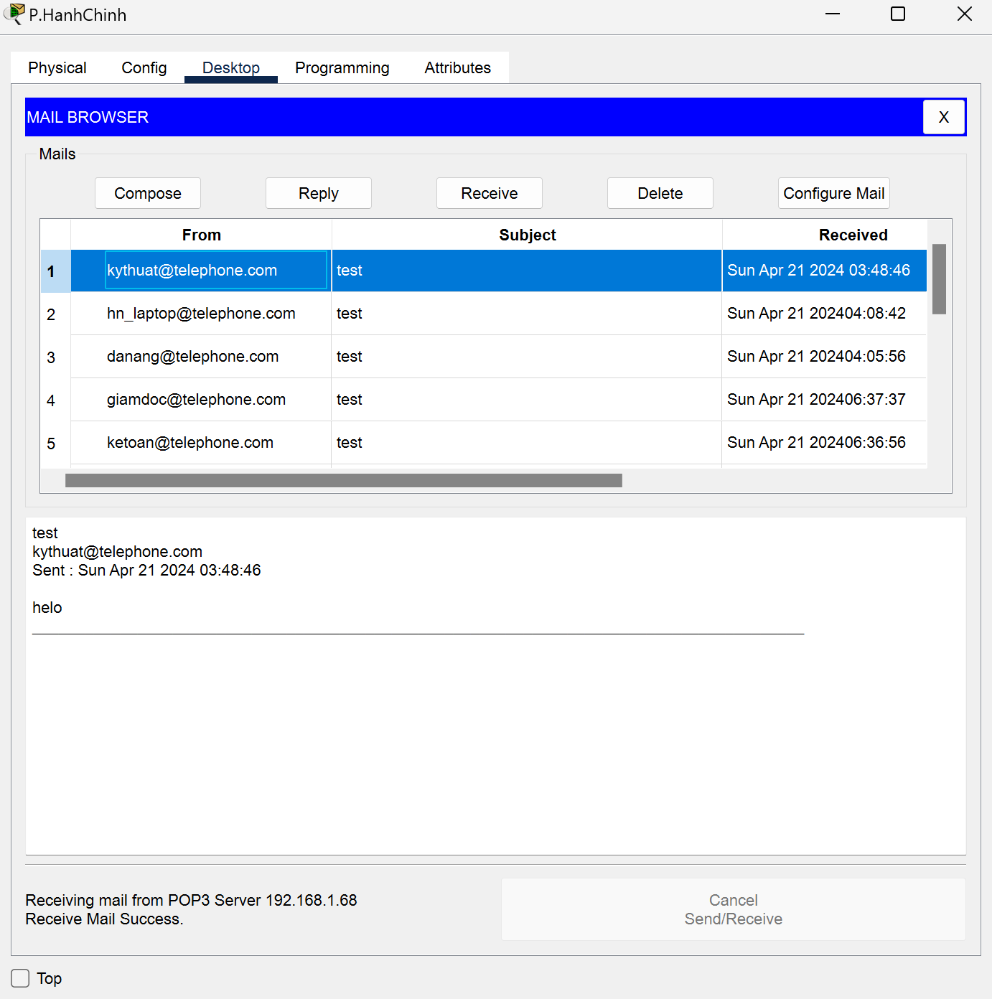 P.HanhChinh
Physical Config Desktop Programming Attributes
MAIL BROWSER X
Mails
Compose Reply Receive Delete Configure Mail
From Subject Received
1 kythuat@telephone.com test Sun Apr 21 2024 03:48:46
2 hn_laptop@telephone.com test Sun Apr 21 202404:08:42
3 danang@telephone.com test Sun Apr 21 202404:05:56
4 giamdoc@telephone.com test Sun Apr 21 202406:37:37
5 ketoan@telephone.com test Sun Apr 21 202406:36:56
test
kythuat@telephone.com
Sent : Sun Apr 21 2024 03:48:46
helo
Receiving mail from POP3 Server 192.168.1.68
Receive Mail Success.
Cancel
Send/Receive
Top